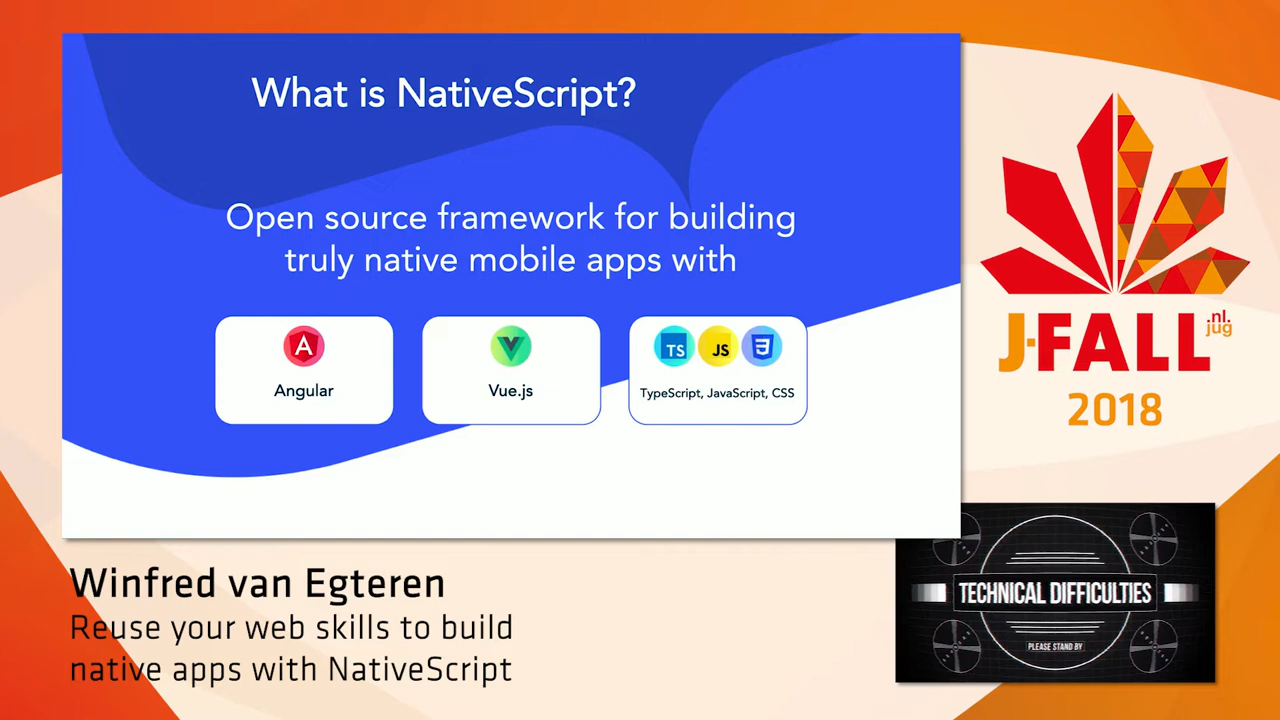 What is NativeScript?
Open source framework for building
truly native mobile apps with
Angular
Vue.js
TS JS 3
TypeScript, JavaScript, CSS
J-FALL nl.jug
2018
TECHNICAL DIFFICULTIES
PLEASE STAND BY
Winfred van Egteren
Reuse your web skills to build
native apps with NativeScript